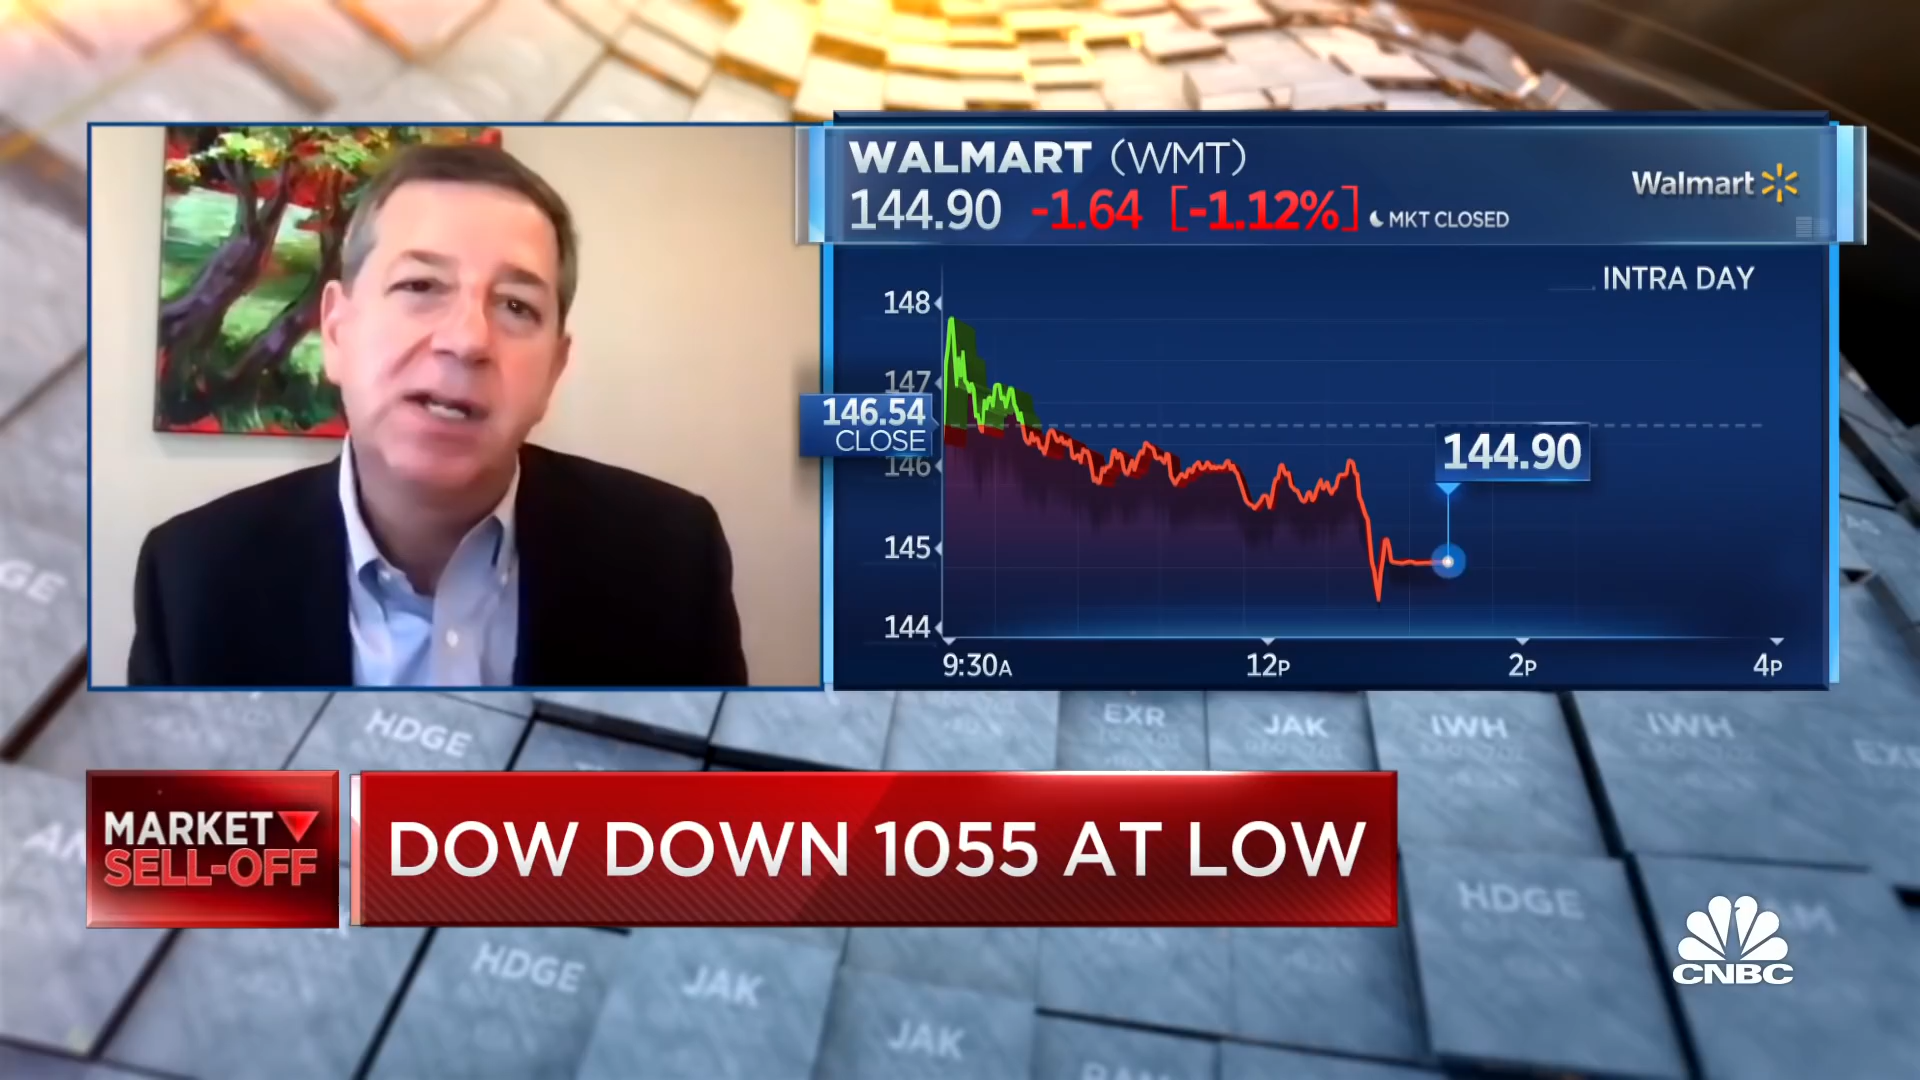 WALMART (WMT)
144.90 -1.64 [-1.12%] MKT CLOSED
Walmart
INTRA DAY
148
147
146.54
CLOSE
146
145
144
144.90
9:30A 12P 2P 4P
GE
HDGE
EXR
JAK
IWH
IWH
MARKET
SELL-OFF
DOW DOWN 1055 AT LOW
HDGE
HDGE
JAK
JAK
CNBC